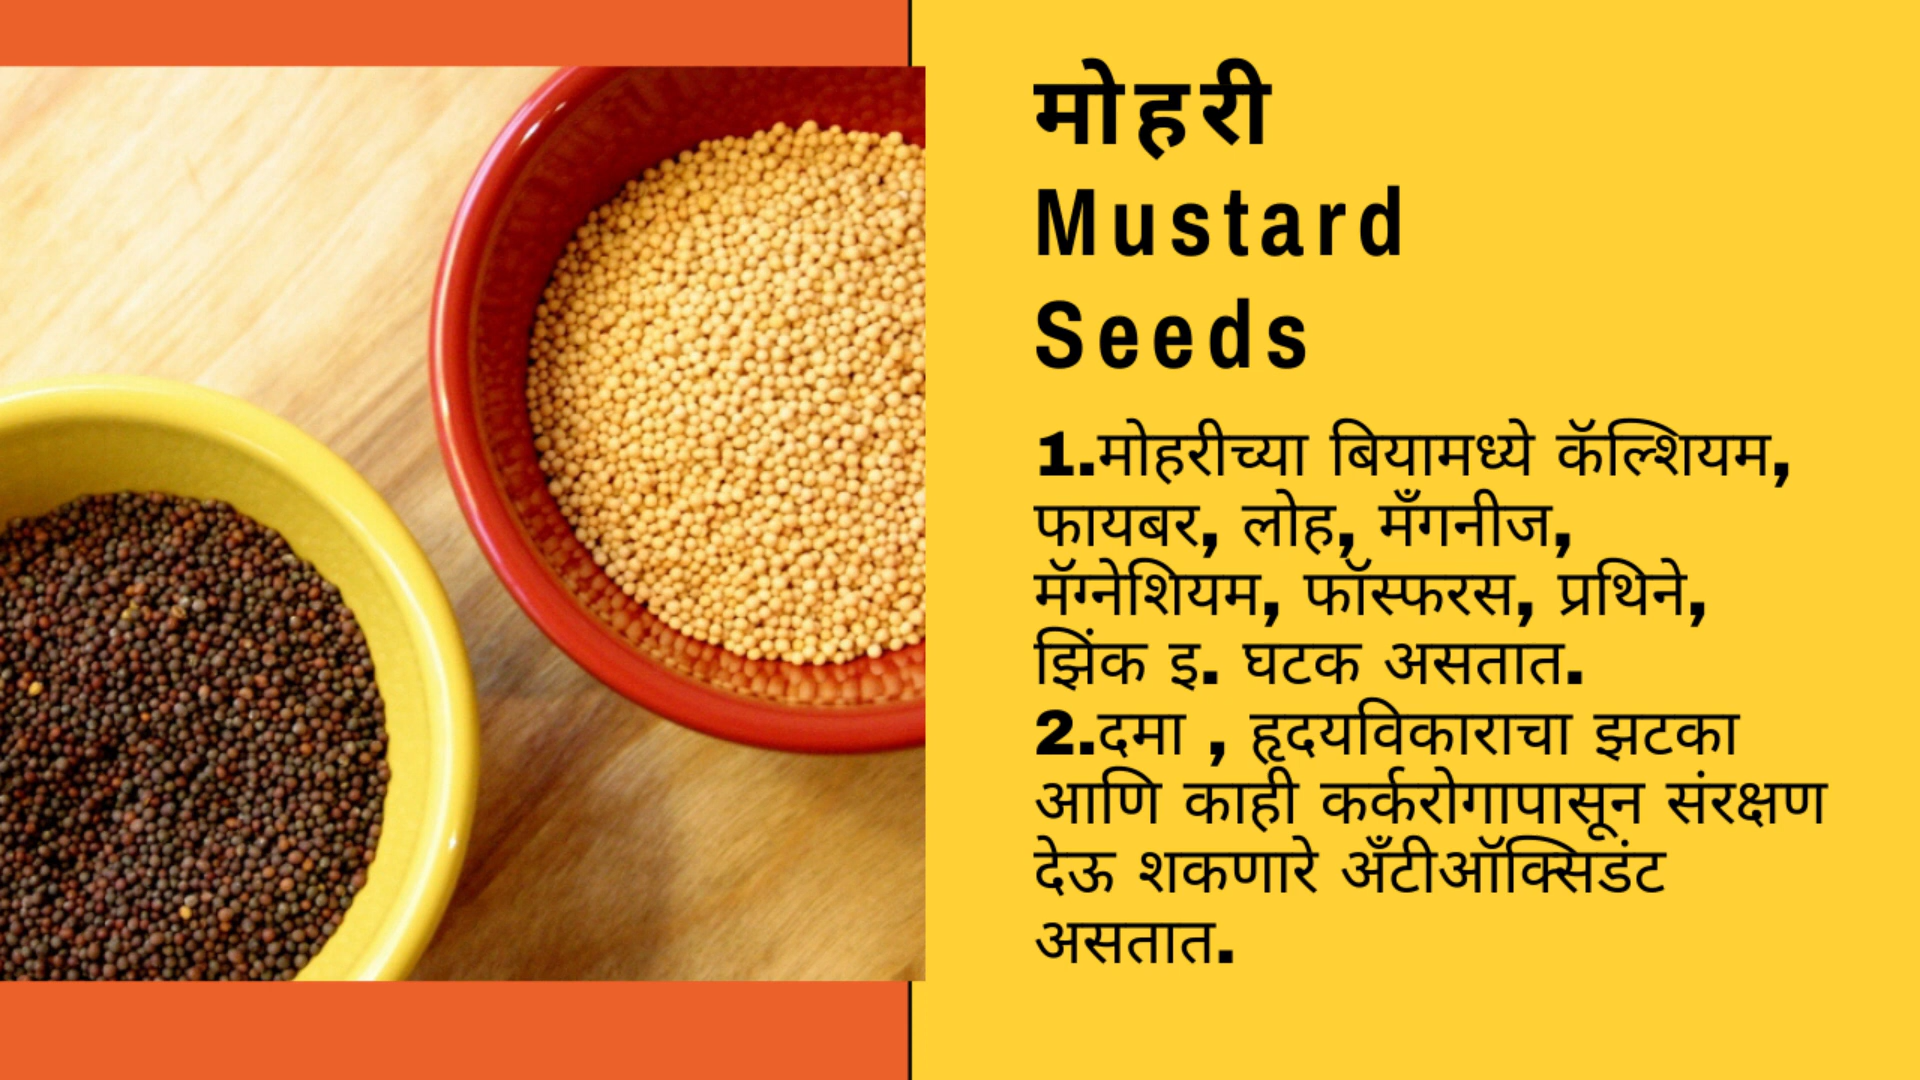 मोहरी
Mustard
Seeds
1.मोहरीच्या बियामध्ये कॅल्शियम,
फायबर, लोह, मँगनीज,
मॅग्नेशियम, फॉस्फरस, प्रथिने,
झिंक इ. घटक असतात.
2.दमा , हृदयविकाराचा झटका
आणि काही कर्करोगापासून संरक्षण
देऊ शकणारे अँटीऑक्सिडंट
असतात.